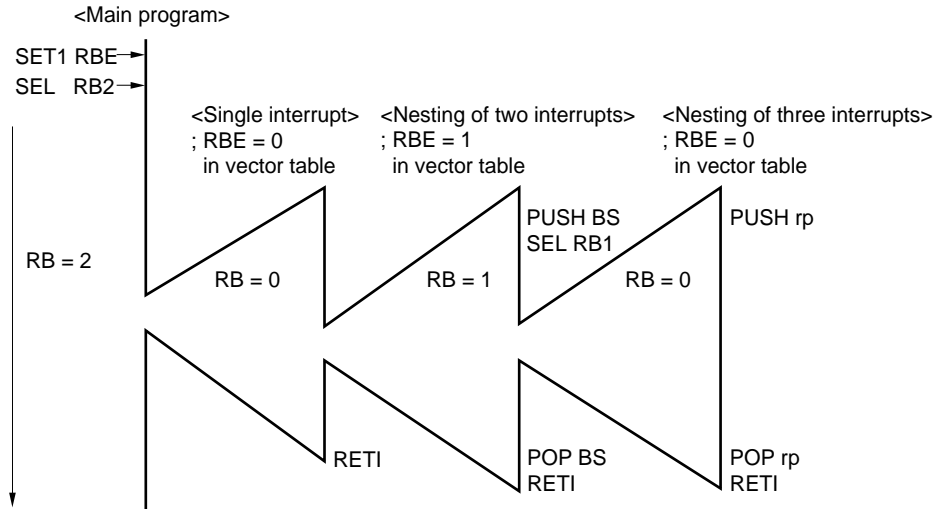 <Main program>
SET1 RBE
SEL RB2
<Single interrupt>
; RBE = 0
in vector table
<Nesting of two interrupts>
; RBE = 1
in vector table
<Nesting of three interrupts>
; RBE = 0
in vector table
PUSH BS
SEL RB1
PUSH rp
RB = 2
RB = 0
RB = 1
RB = 0
RETI
POP BS
RETI
POP rp
RETI